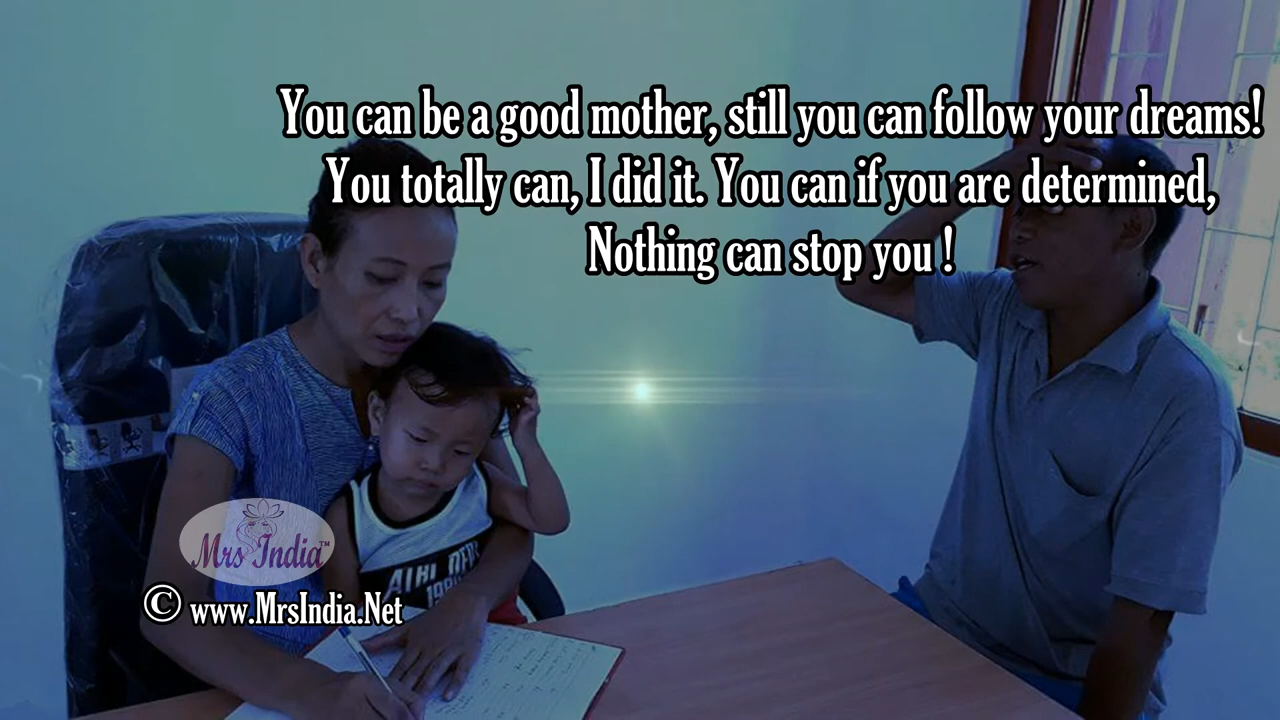 You can be a good mother, still you can follow your dreams!
You totally can, I did it. You can if you are determined,
Nothing can stop you !
Mrs India™
© www.MrsIndia.Net